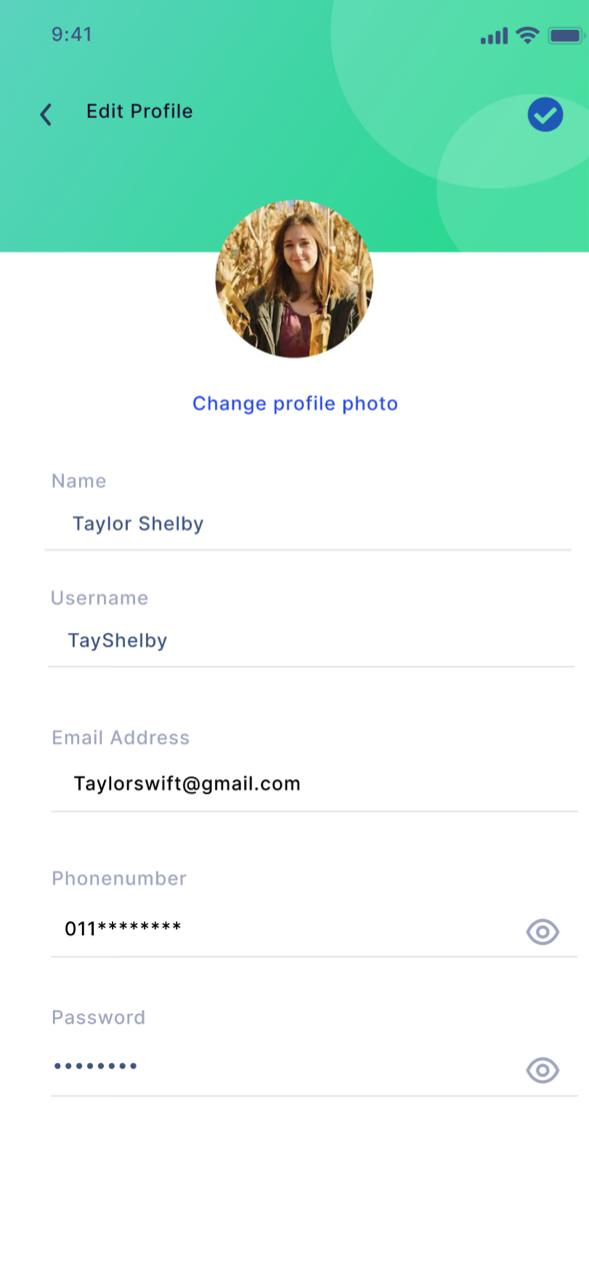 9:41
Edit Profile
Change profile photo
Name
Taylor Shelby
Username
TayShelby
Email Address
Taylorswift@gmail.com
Phonenumber
011********
Password
••••••••